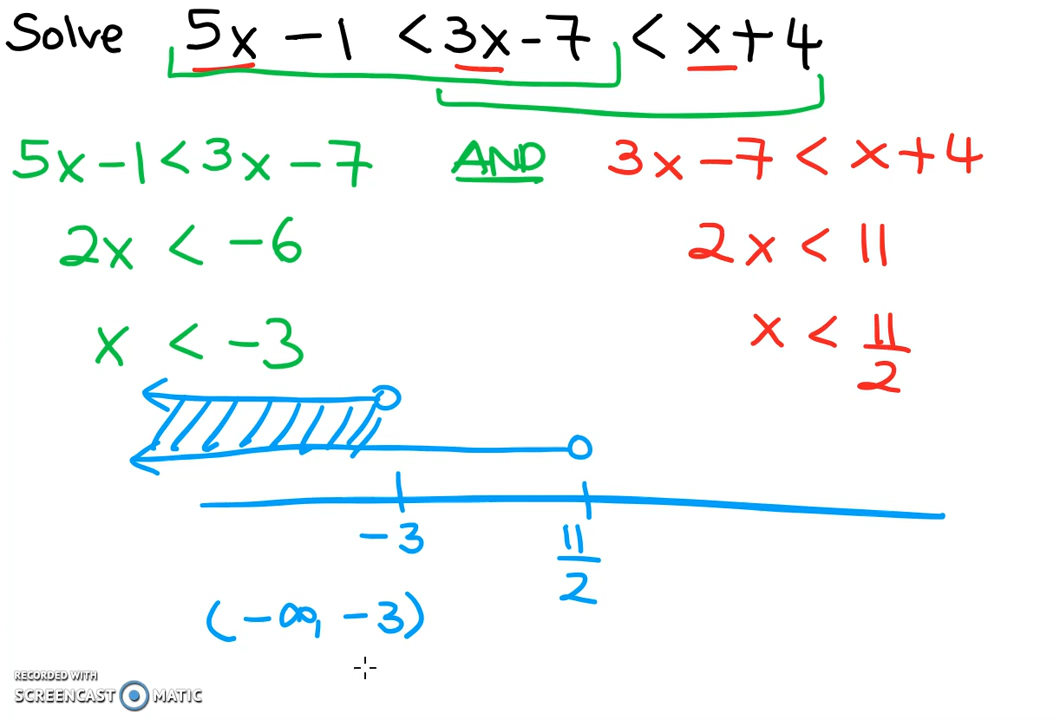 Solve 5x - 1 < 3x - 7 < x + 4
5x - 1 < 3x - 7 AND 3x - 7 < x + 4
2x < -6 2x < 11
x < -3 x < 11/2
-3 11/2
(-∞, -3)
RECORDED WITH
SCREENCAST MATIC